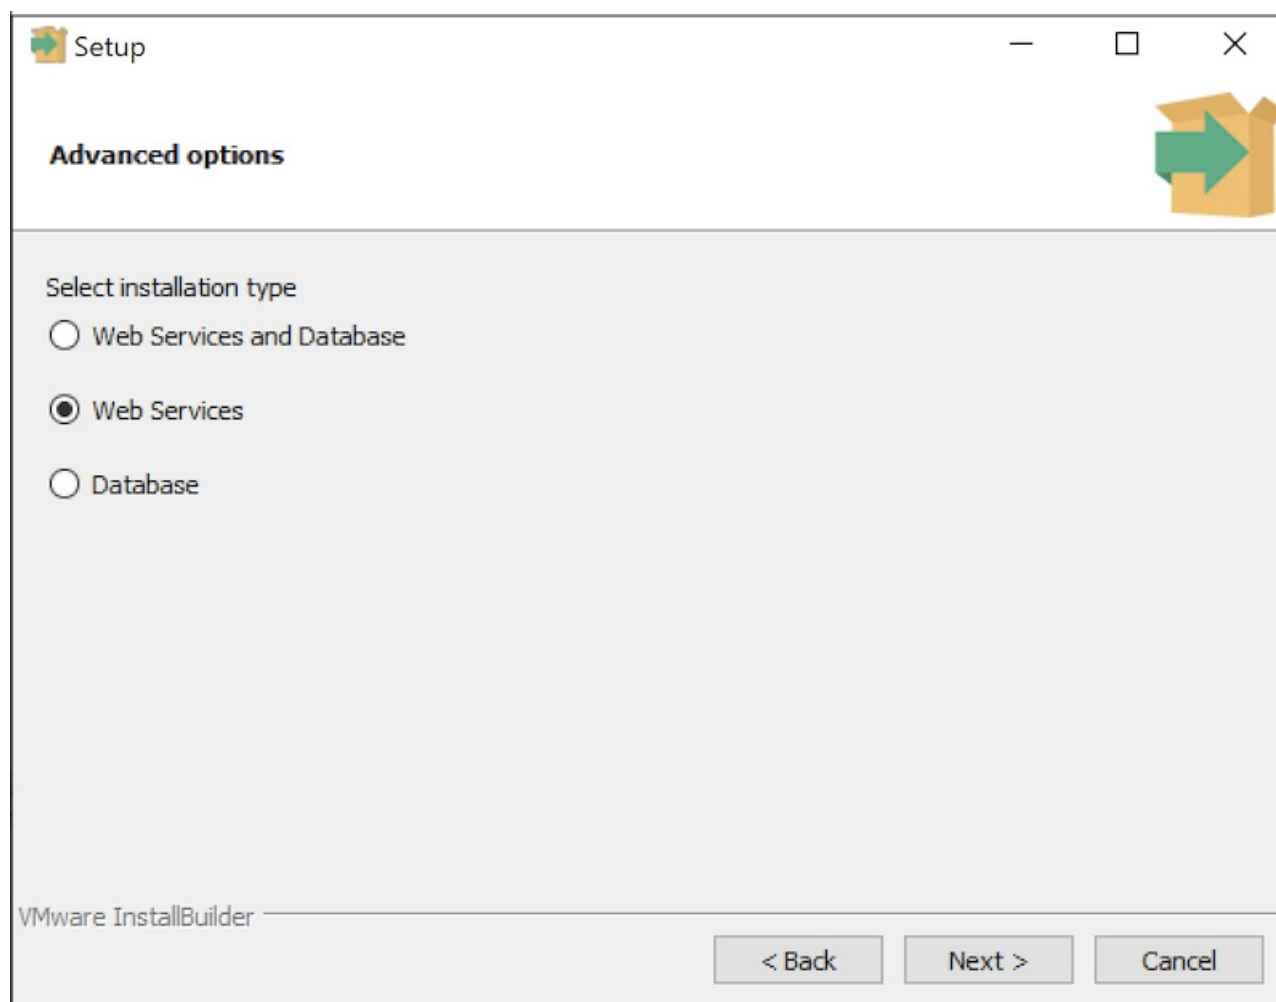 Setup
Advanced options
Select installation type
Web Services and Database
Web Services
Database
VMware InstallBuilder
< Back Next > Cancel